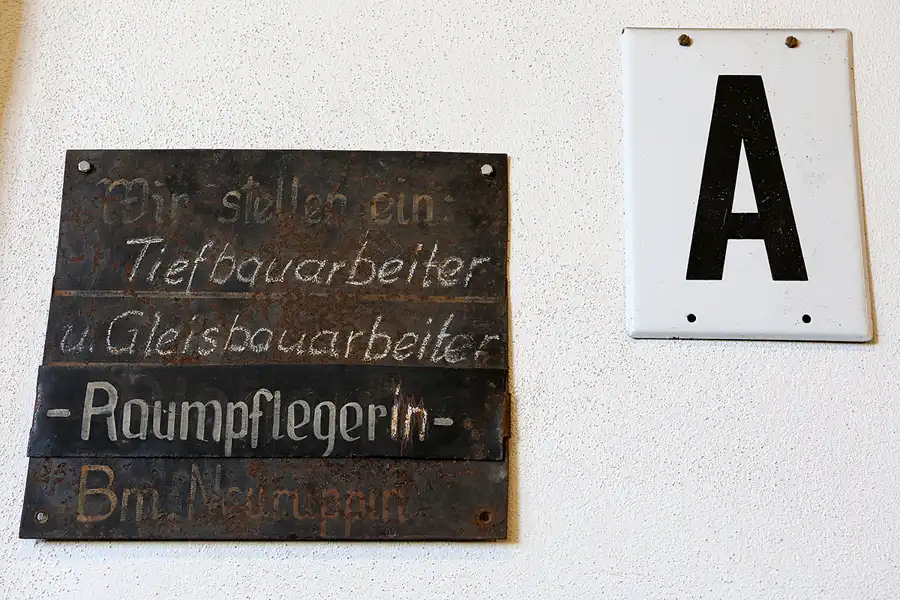 Wir stellen ein:
Tiefbauarbeiter
u. Gleisbauarbeiter
- Raumpflegerin -
Bm. Neuruppin
A